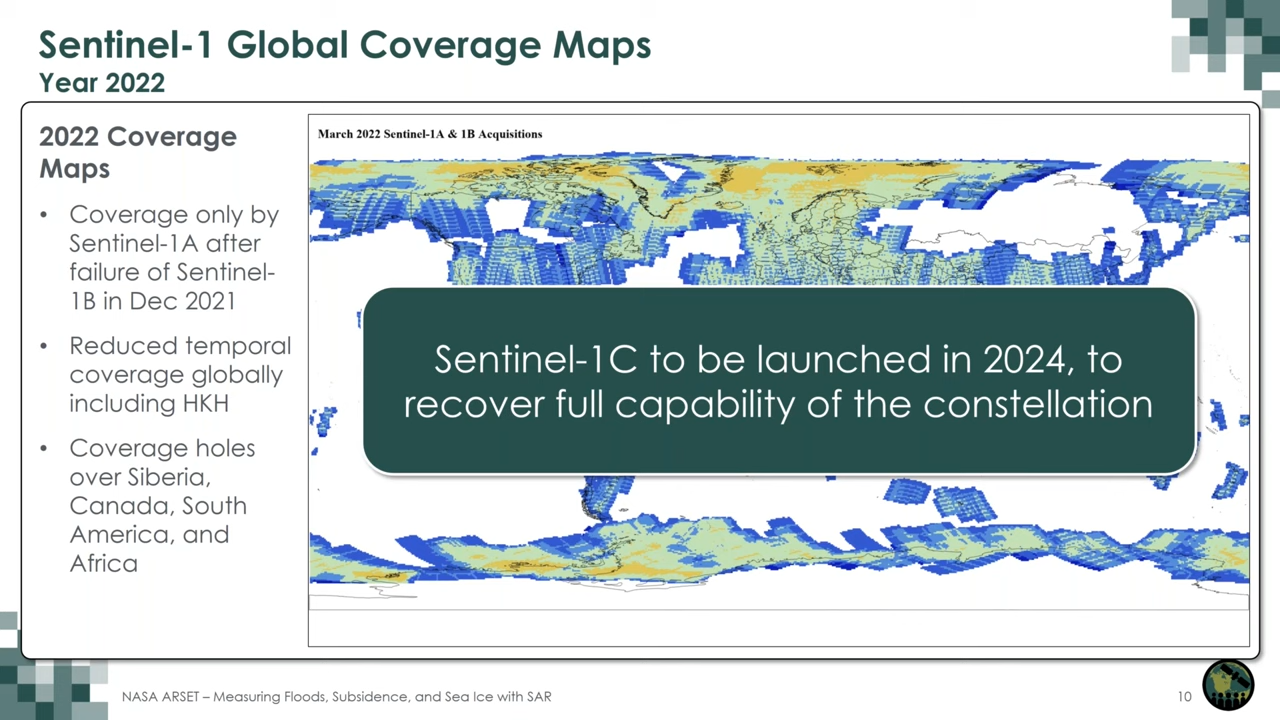 Sentinel-1 Global Coverage Maps
Year 2022
2022 Coverage
Maps
• Coverage only by
Sentinel-1A after
failure of Sentinel-
1B in Dec 2021
• Reduced temporal
coverage globally
including HKH
• Coverage holes
over Siberia,
Canada, South
America, and
Africa
March 2022 Sentinel-1A & 1B Acquisitions
Sentinel-1C to be launched in 2024, to
recover full capability of the constellation
NASA ARSET – Measuring Floods, Subsidence, and Sea Ice with SAR
10